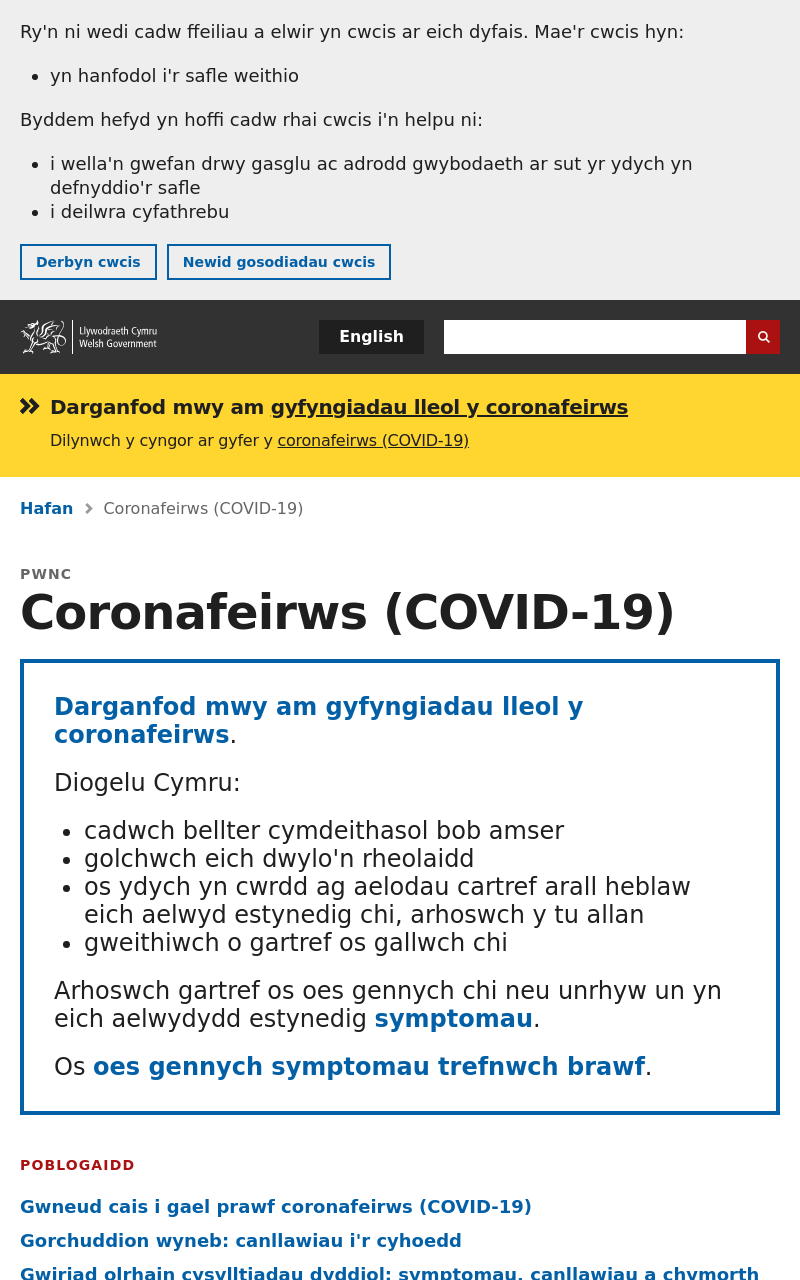 Ry'n ni wedi cadw ffeiliau a elwir yn cwcis ar eich dyfais. Mae'r cwcis hyn:
yn hanfodol i'r safle weithio
Byddem hefyd yn hoffi cadw rhai cwcis i'n helpu ni:
i wella'n gwefan drwy gasglu ac adrodd gwybodaeth ar sut yr ydych yn
defnyddio'r safle
i deilwra cyfathrebu
Derbyn cwcis
Newid gosodiadau cwcis
Llywodraeth Cymru
Welsh Government
English
Darganfod mwy am gyfyngiadau lleol y coronafeirws
Dilynwch y cyngor ar gyfer y coronafeirws (COVID-19)
Hafan
Coronafeirws (COVID-19)
PWNC
Coronafeirws (COVID-19)
Darganfod mwy am gyfyngiadau lleol y
coronafeirws.
Diogelu Cymru:
cadwch bellter cymdeithasol bob amser
golchwch eich dwylo'n rheolaidd
os ydych yn cwrdd ag aelodau cartref arall heblaw
eich aelwyd estynedig chi, arhoswch y tu allan
gweithiwch o gartref os gallwch chi
Arhoswch gartref os oes gennych chi neu unrhyw un yn
eich aelwydydd estynedig symptomau.
Os oes gennych symptomau trefnwch brawf.
POBLOGAIDD
Gwneud cais i gael prawf coronafeirws (COVID-19)
Gorchuddion wyneb: canllawiau i'r cyhoedd
Gwiriad olrhain cysylltiadau dyddiol: symptomau, canllawiau a chymorth